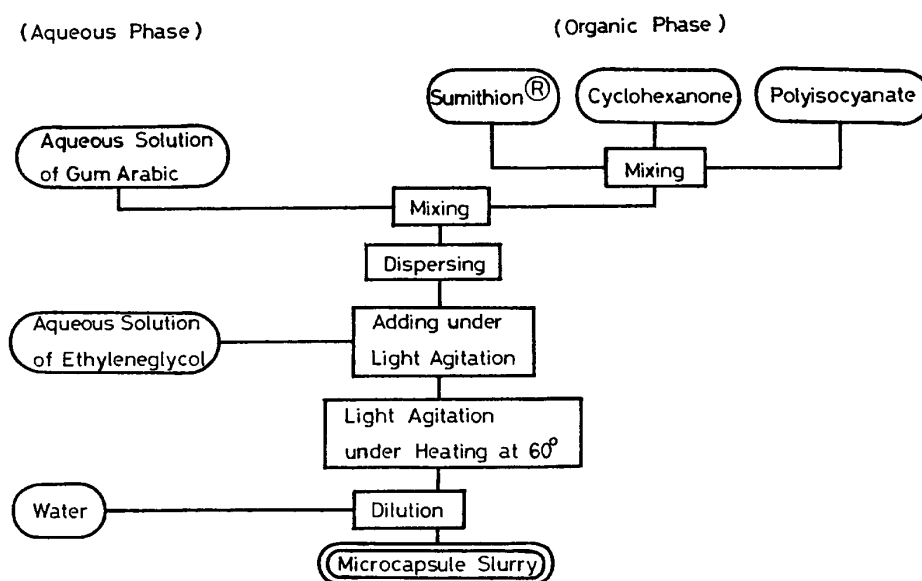 (Aqueous Phase)
(Organic Phase)
Sumithion®
Cyclohexanone
Polyisocyanate
Aqueous Solution
of Gum Arabic
Mixing
Mixing
Dispersing
Aqueous Solution
of Ethyleneglycol
Adding under
Light Agitation
Light Agitation
under Heating at 60°
Water
Dilution
Microcapsule Slurry